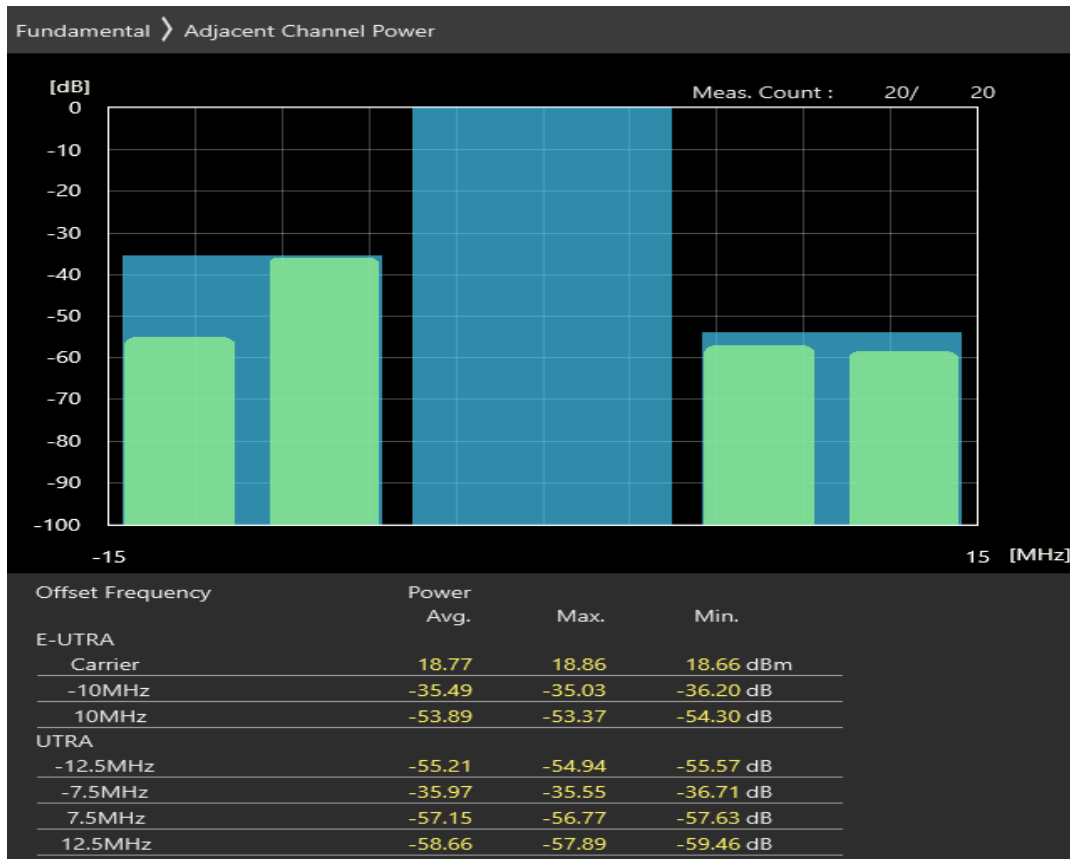 Fundamental 〉 Adjacent Channel Power
[dB]
Meas. Count : 20/ 20
0
-10
-20
-30
-40
-50
-60
-70
-80
-90
-100
-15 15 [MHz]
Offset Frequency Power
Avg. Max. Min.
E-UTRA
Carrier 18.77 18.86 18.66 dBm
-10MHz -35.49 -35.03 -36.20 dB
10MHz -53.89 -53.37 -54.30 dB
UTRA
-12.5MHz -55.21 -54.94 -55.57 dB
-7.5MHz -35.97 -35.55 -36.71 dB
7.5MHz -57.15 -56.77 -57.63 dB
12.5MHz -58.66 -57.89 -59.46 dB